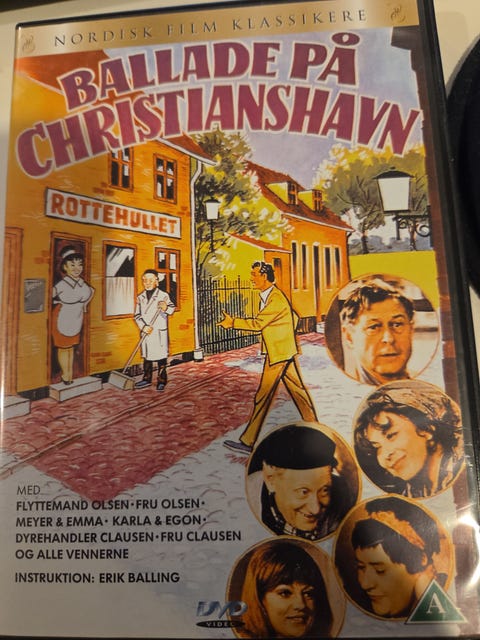 NORDISK FILM KLASSIKERE
BALLADE PÅ
CHRISTIANSHAVN
ROTTEHULLET
MED...
FLYTTEMAND OLSEN · FRU OLSEN ·
MEYER & EMMA · KARLA & EGON ·
DYREHANDLER CLAUSEN · FRU CLAUSEN
OG ALLE VENNERNE
INSTRUKTION: ERIK BALLING
DVD
VIDEO
A